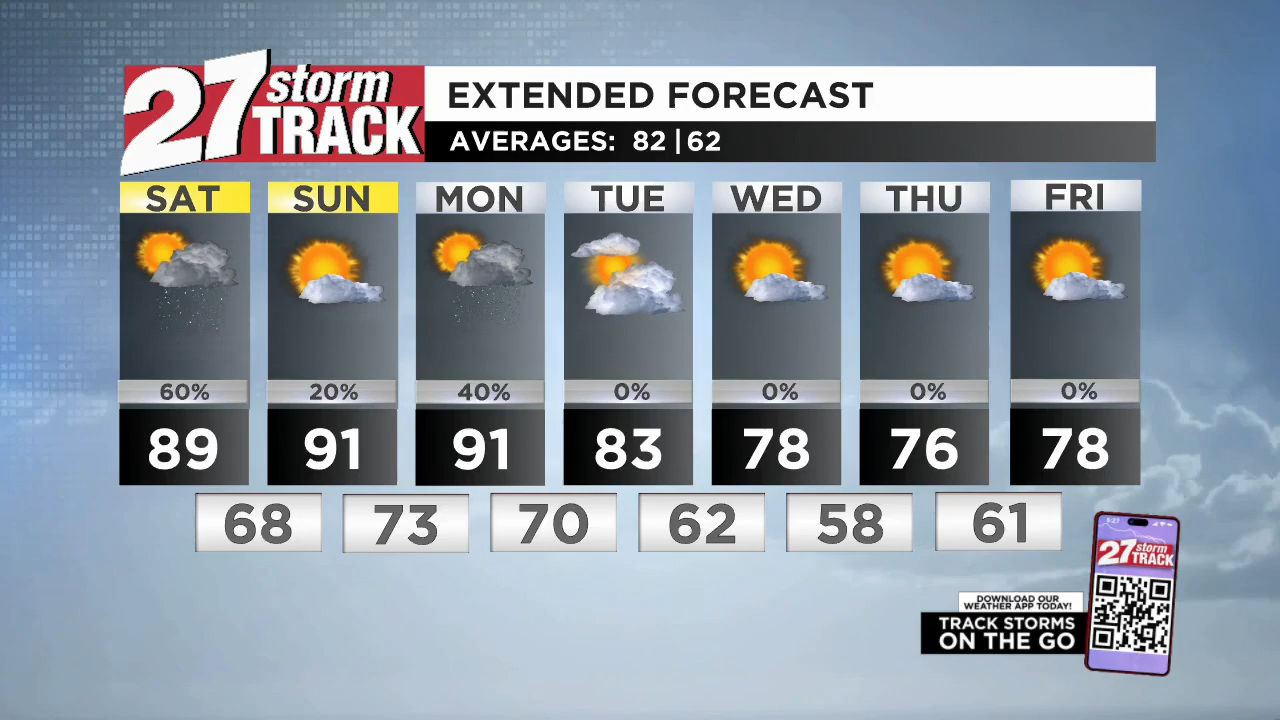 27 storm TRACK
EXTENDED FORECAST
AVERAGES: 82 | 62
SAT SUN MON TUE WED THU FRI
60% 20% 40% 0% 0% 0% 0%
89 91 91 83 78 76 78
68 73 70 62 58 61
5:27
27 storm TRACK
DOWNLOAD OUR
WEATHER APP TODAY!
TRACK STORMS
ON THE GO